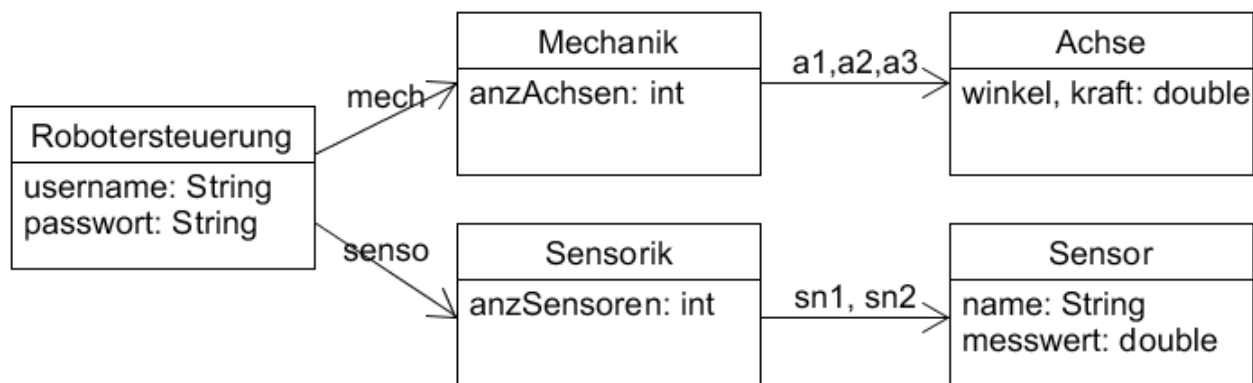 Robotersteuerung
username: String
passwort: String
mech
senso
Mechanik
anzAchsen: int
a1,a2,a3
Achse
winkel, kraft: double
Sensorik
anzSensoren: int
sn1, sn2
Sensor
name: String
messwert: double